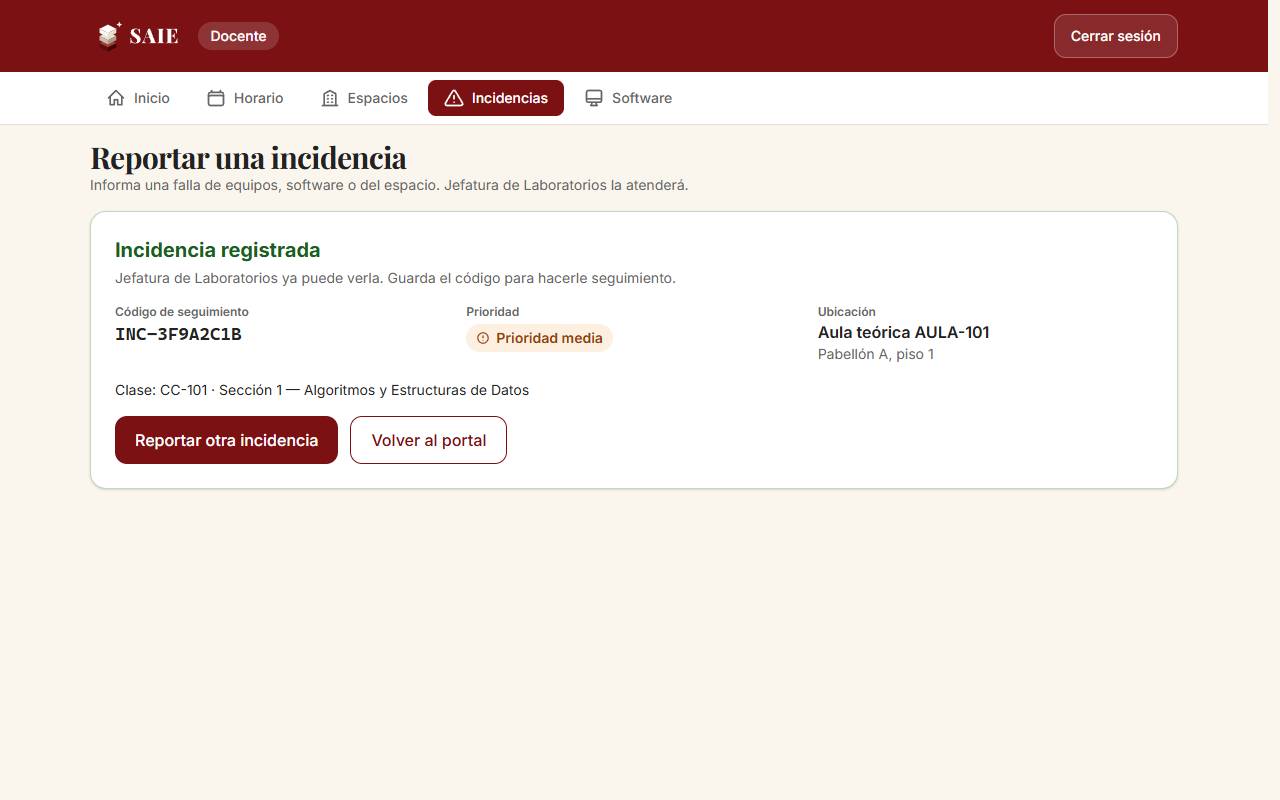 SAIE
Docente
Cerrar sesión
Inicio
Horario
Espacios
Incidencias
Software
Reportar una incidencia
Informa una falla de equipos, software o del espacio. Jefatura de Laboratorios la atenderá.
Incidencia registrada
Jefatura de Laboratorios ya puede verla. Guarda el código para hacerle seguimiento.
Código de seguimiento
INC-3F9A2C1B
Prioridad
Prioridad media
Ubicación
Aula teórica AULA-101
Pabellón A, piso 1
Clase: CC-101 · Sección 1 — Algoritmos y Estructuras de Datos
Reportar otra incidencia
Volver al portal